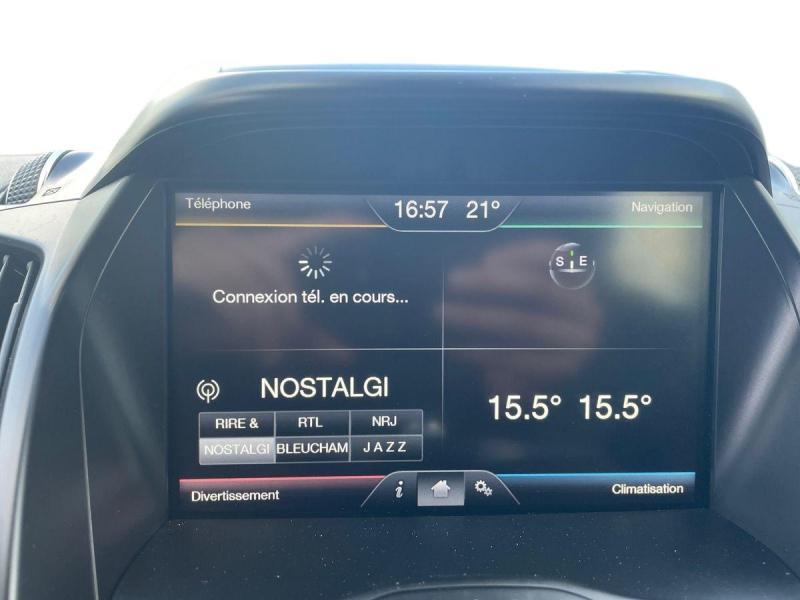 Téléphone
16:57 21°
Navigation
S E
Connexion tél. en cours...
NOSTALGI
15.5° 15.5°
RIRE & RTL NRJ
NOSTALGI BLEUCHAM JAZZ
Divertissement
i
Climatisation